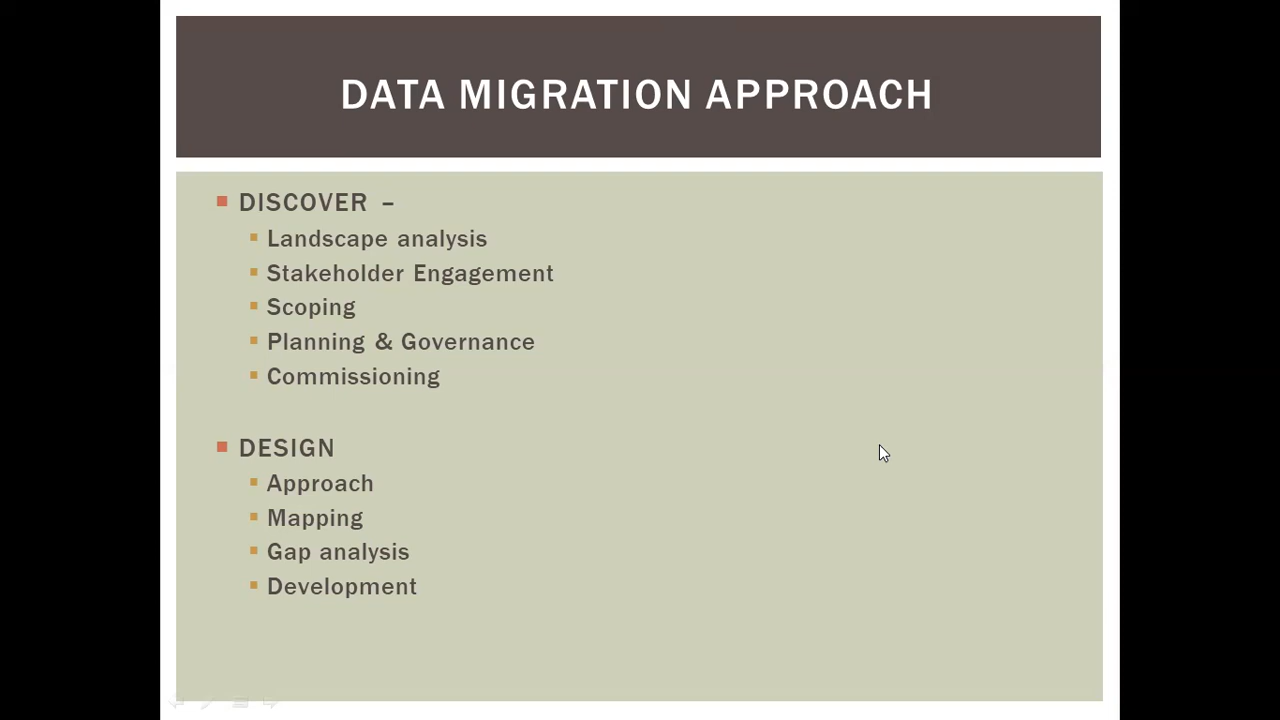 DATA MIGRATION APPROACH
DISCOVER –
Landscape analysis
Stakeholder Engagement
Scoping
Planning & Governance
Commissioning
DESIGN
Approach
Mapping
Gap analysis
Development